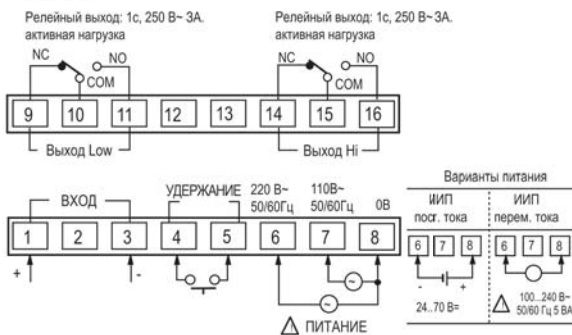 Релейный выход: 1с, 250 В~ 3А.
активная нагрузка
Релейный выход: 1с, 250 В~ 3А.
активная нагрузка
NC
NO
COM
NC
NO
COM
9 10 11 12 13 14 15 16
Выход Low
Выход Hi
ВХОД
УДЕРЖАНИЕ
220 В~
50/60Гц
110В~
50/60Гц
0В
1 2 3 4 5 6 7 8
+
-
~
~
ПИТАНИЕ
Варианты питания
ИИП
пост. тока
ИИП
перем. тока
6 7 8
6 7 8
- +
24..70 В=
100...240 В~
50/60 Гц 5 ВА